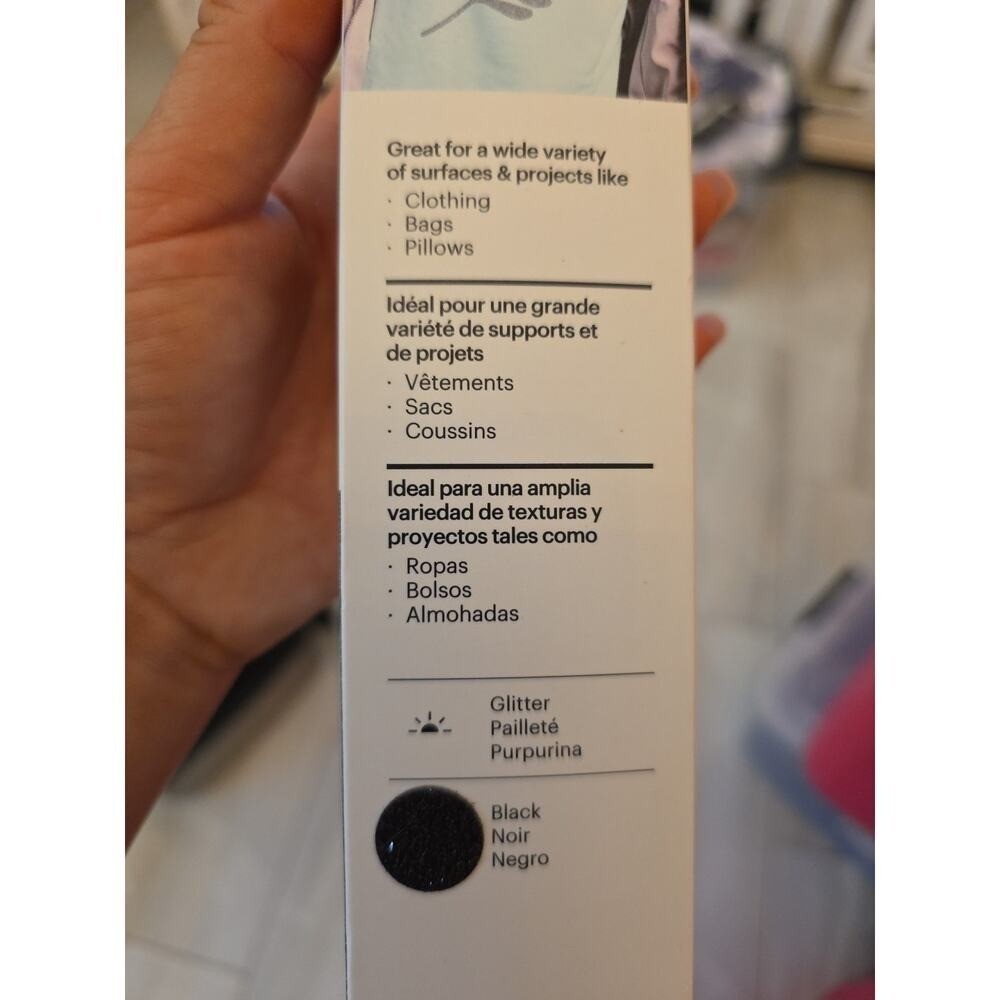 Great for a wide variety
of surfaces & projects like
· Clothing
· Bags
· Pillows
Idéal pour une grande
variété de supports et
de projets
· Vêtements
· Sacs
· Coussins
Ideal para una amplia
variedad de texturas y
proyectos tales como
· Ropas
· Bolsos
· Almohadas
Glitter
Pailleté
Purpurina
Black
Noir
Negro